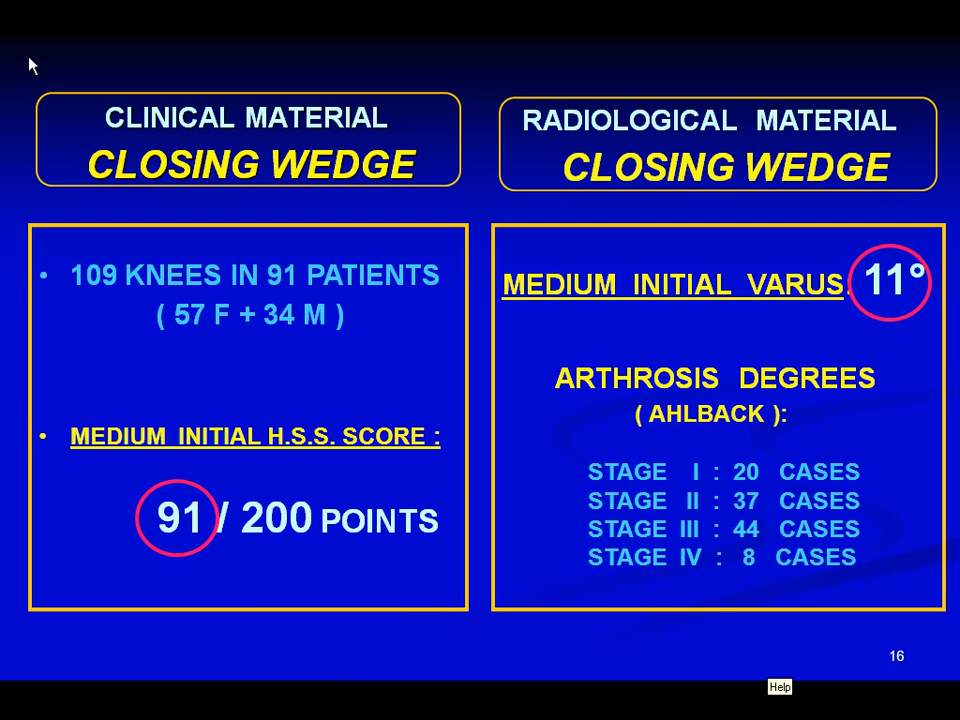 CLINICAL MATERIAL
CLOSING WEDGE
• 109 KNEES IN 91 PATIENTS
( 57 F + 34 M )
• MEDIUM INITIAL H.S.S. SCORE :
91 / 200 POINTS
RADIOLOGICAL MATERIAL
CLOSING WEDGE
MEDIUM INITIAL VARUS: 11°
ARTHROSIS DEGREES
( AHLBACK ):
STAGE I : 20 CASES
STAGE II : 37 CASES
STAGE III : 44 CASES
STAGE IV : 8 CASES
16
Help